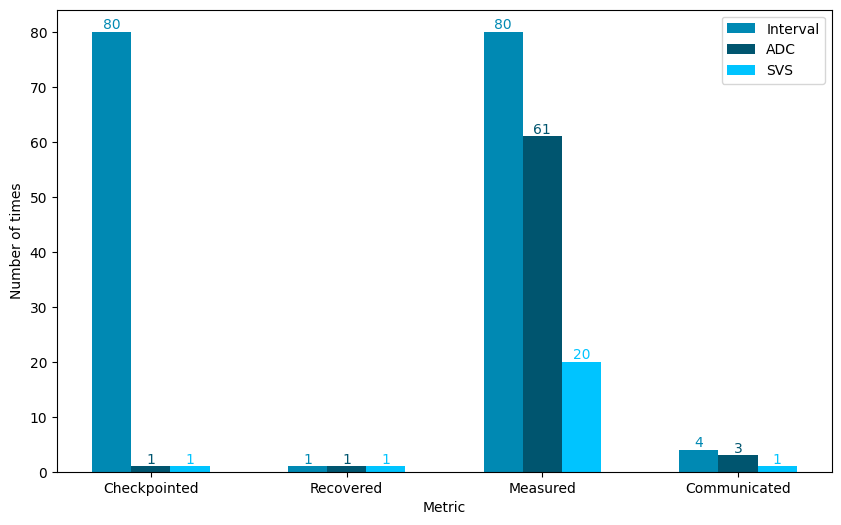 80
80
Interval
ADC
SVS
80
70
61
60
50
Number of times
40
30
20
20
10
4
3
1
1
1
1
1
1
0
Checkpointed
Recovered
Measured
Communicated
Metric